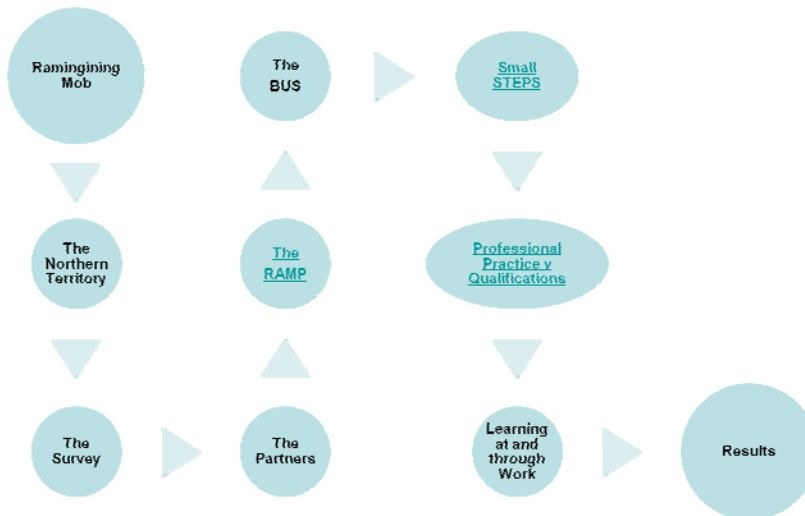 Ramingining
Mob
The
Northern
Territory
The
Survey
The
Partners
The
RAMP
The
BUS
Small
STEPS
Professional
Practice v
Qualifications
Learning
at and
through
Work
Results